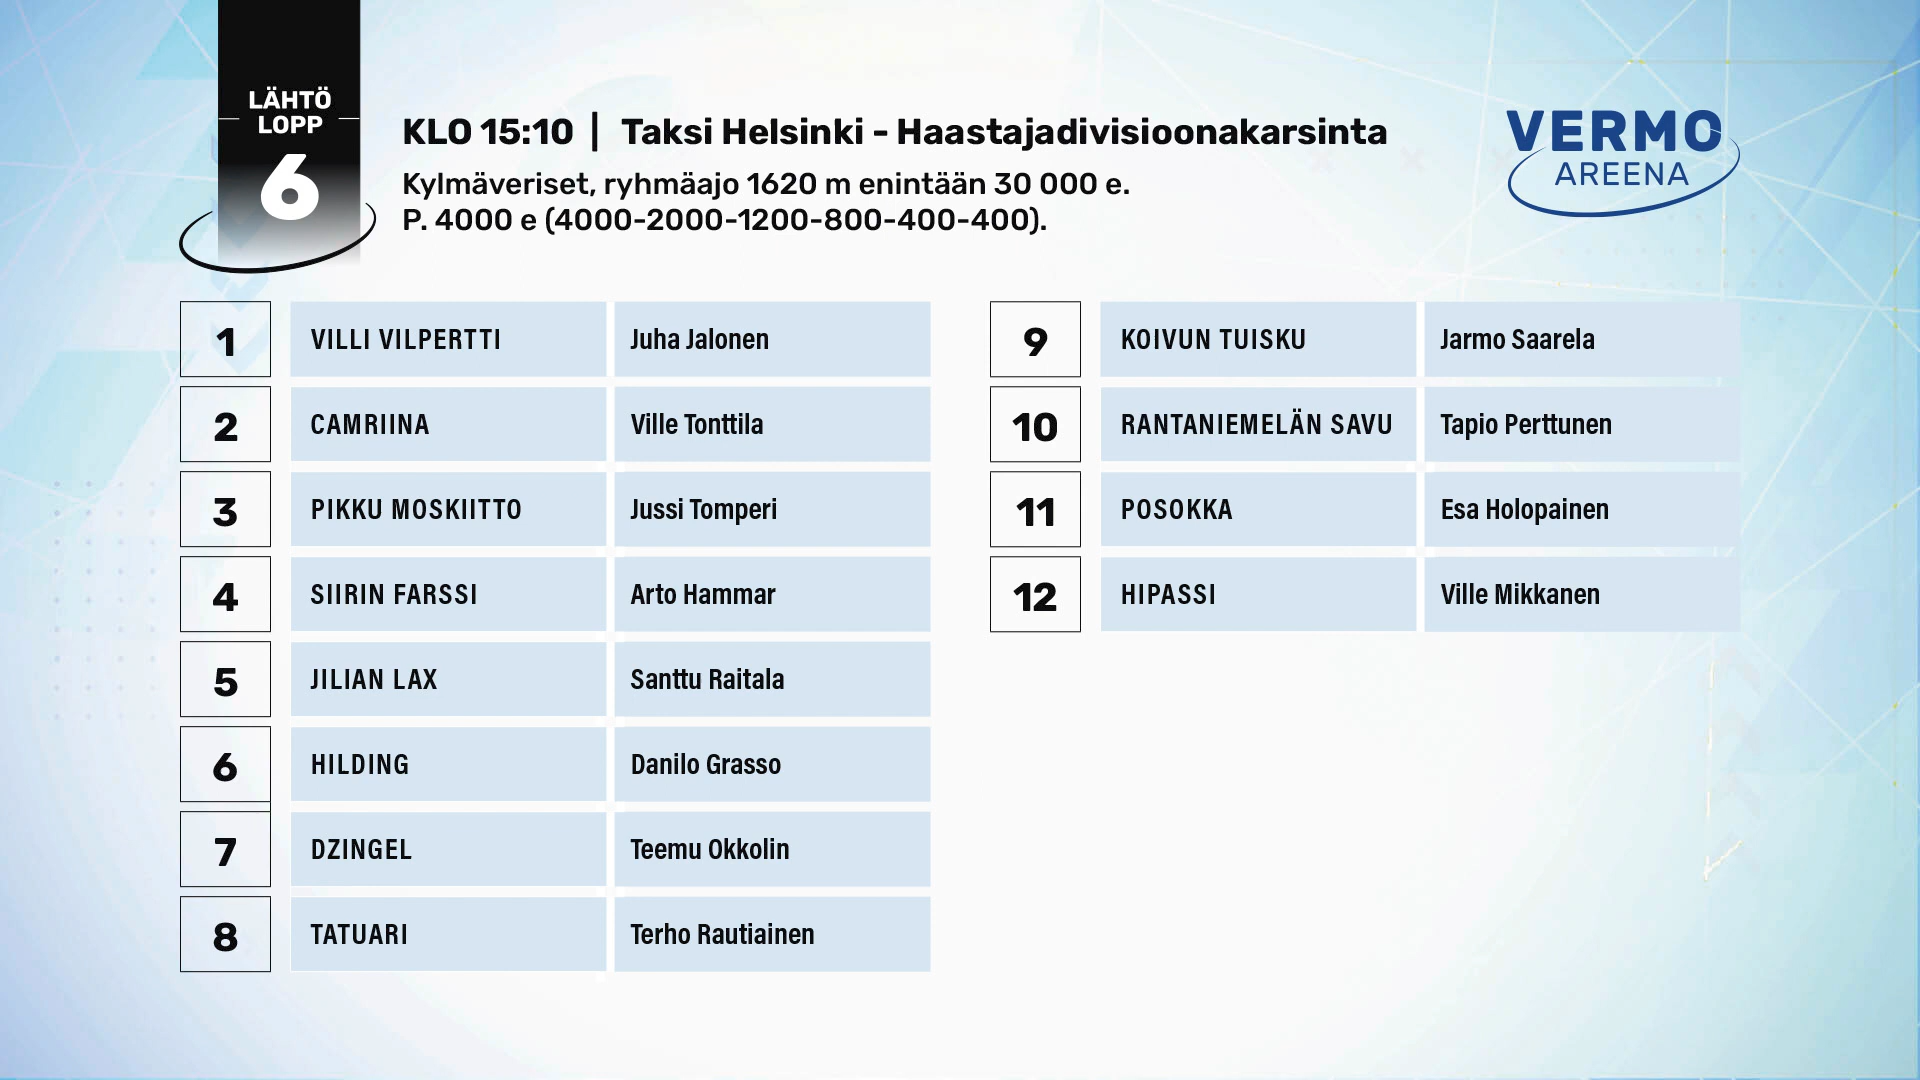 LÄHTÖ
LOPP
6
KLO 15:10 | Taksi Helsinki - Haastajadivisioonakarsinta
Kylmäveriset, ryhmäajo 1620 m enintään 30 000 e.
P. 4000 e (4000-2000-1200-800-400-400).
VERMO
AREENA
1 VILLI VILPERTTI Juha Jalonen
2 CAMRIINA Ville Tonttila
3 PIKKU MOSKIITTO Jussi Tomperi
4 SIIRIN FARSSI Arto Hammar
5 JILIAN LAX Santtu Raitala
6 HILDING Danilo Grasso
7 DZINGEL Teemu Okkolin
8 TATUARI Terho Rautiainen
9 KOIVUN TUISKU Jarmo Saarela
10 RANTANIEMELÄN SAVU Tapio Perttunen
11 POSOKKA Esa Holopainen
12 HIPASSI Ville Mikkanen